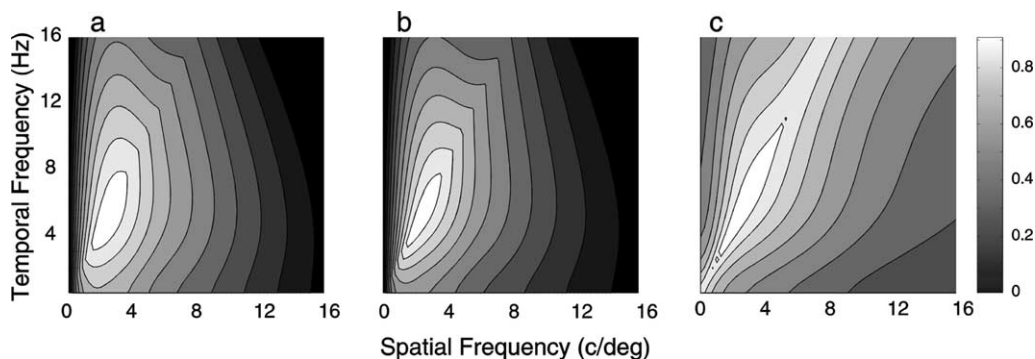 a b c
Temporal Frequency (Hz)
16
12
8
4
0 4 8 12 16
0 4 8 12 16
0 4 8 12 16
0.8
0.6
0.4
0.2
0
Spatial Frequency (c/deg)